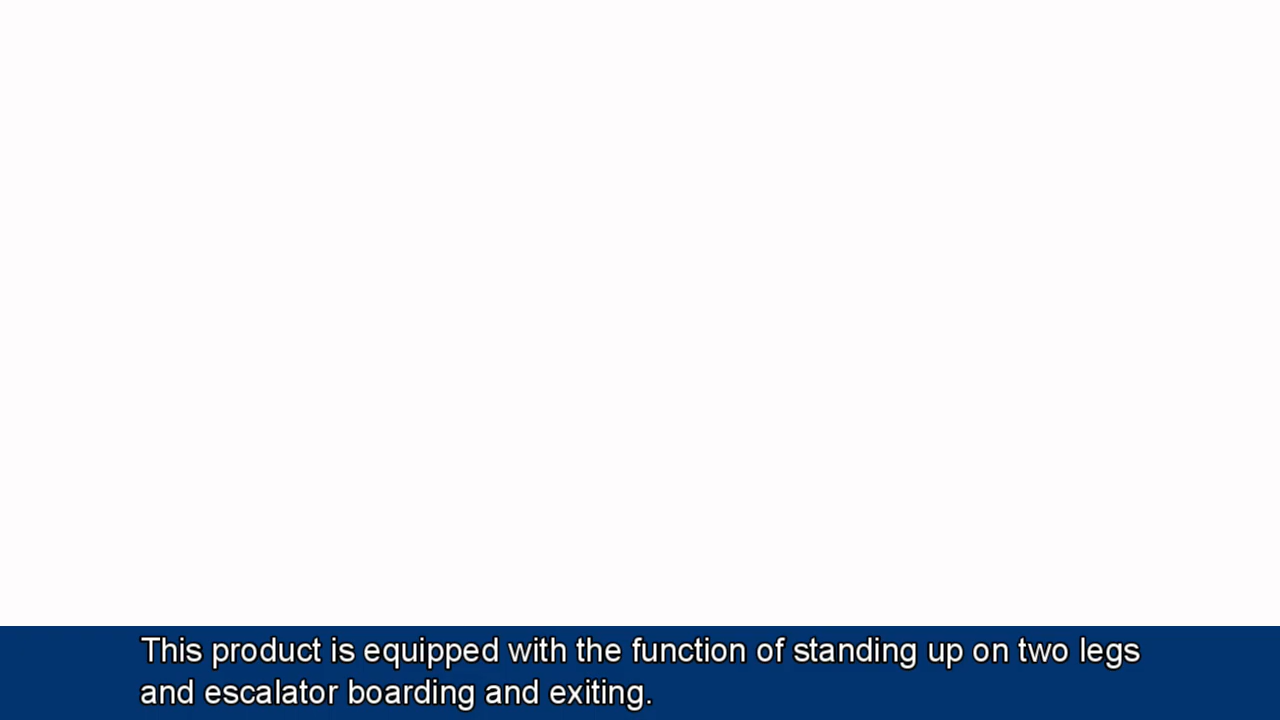 This product is equipped with the function of standing up on two legs
and escalator boarding and exiting.